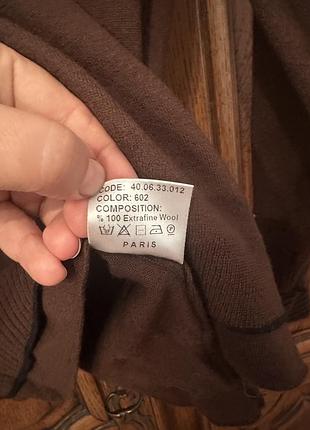 CODE: 40.06.33.012
COLOR: 602
COMPOSITION:
% 100 Extrafine Wool
PARIS